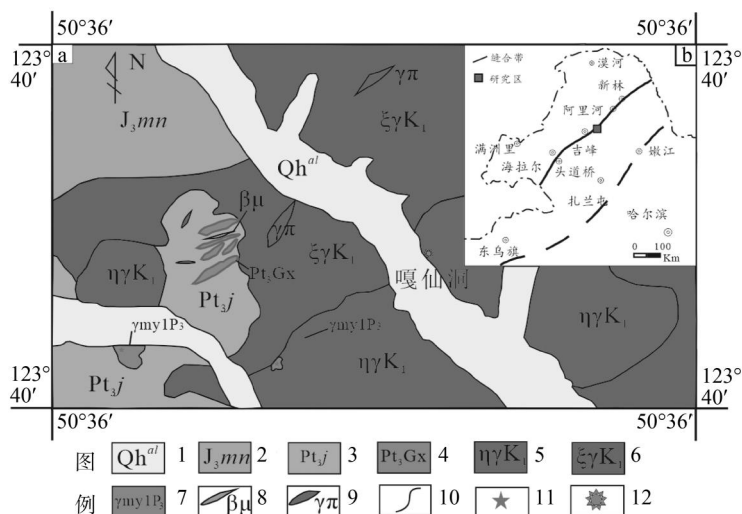 50°36′ 50°36′
123°40′ a b 123°40′
N
J₃mn
γπ
ξγK₁
Qhᵃˡ
缝合带
研究区
漠河
新林
阿里河
满洲里
吉峰
嫩江
海拉尔
头道桥
扎兰屯
哈尔滨
东乌旗
0 100
Km
βμ
γπ
ξγK₁
ηγK₁
Pt₃Gx
嘎仙洞
Pt₃j
γmy1P₃
γmy1P₃
ηγK₁
ηγK₁
Pt₃j
123°40′ 123°40′
50°36′ 50°36′
图 Qhᵃˡ 1 J₃mn 2 Pt₃j 3 Pt₃Gx 4 ηγK₁ 5 ξγK₁ 6
例 γmy1P₃ 7 βμ 8 γπ 9 10 11 12